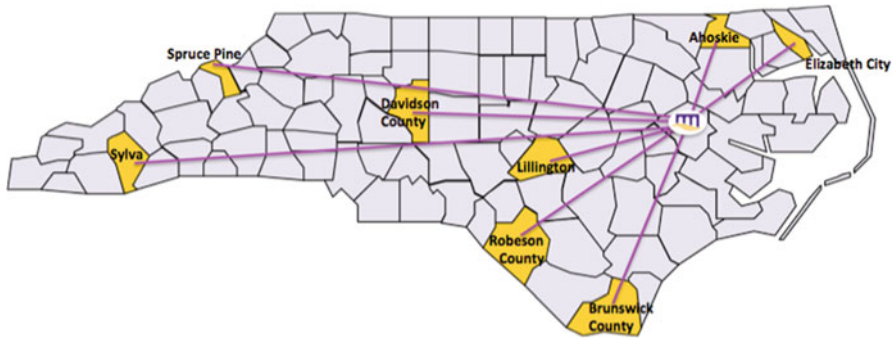 Ahoskie
Spruce Pine
Elizabeth City
Davidson
County
Sylva
Lillington
Robeson
County
Brunswick
County